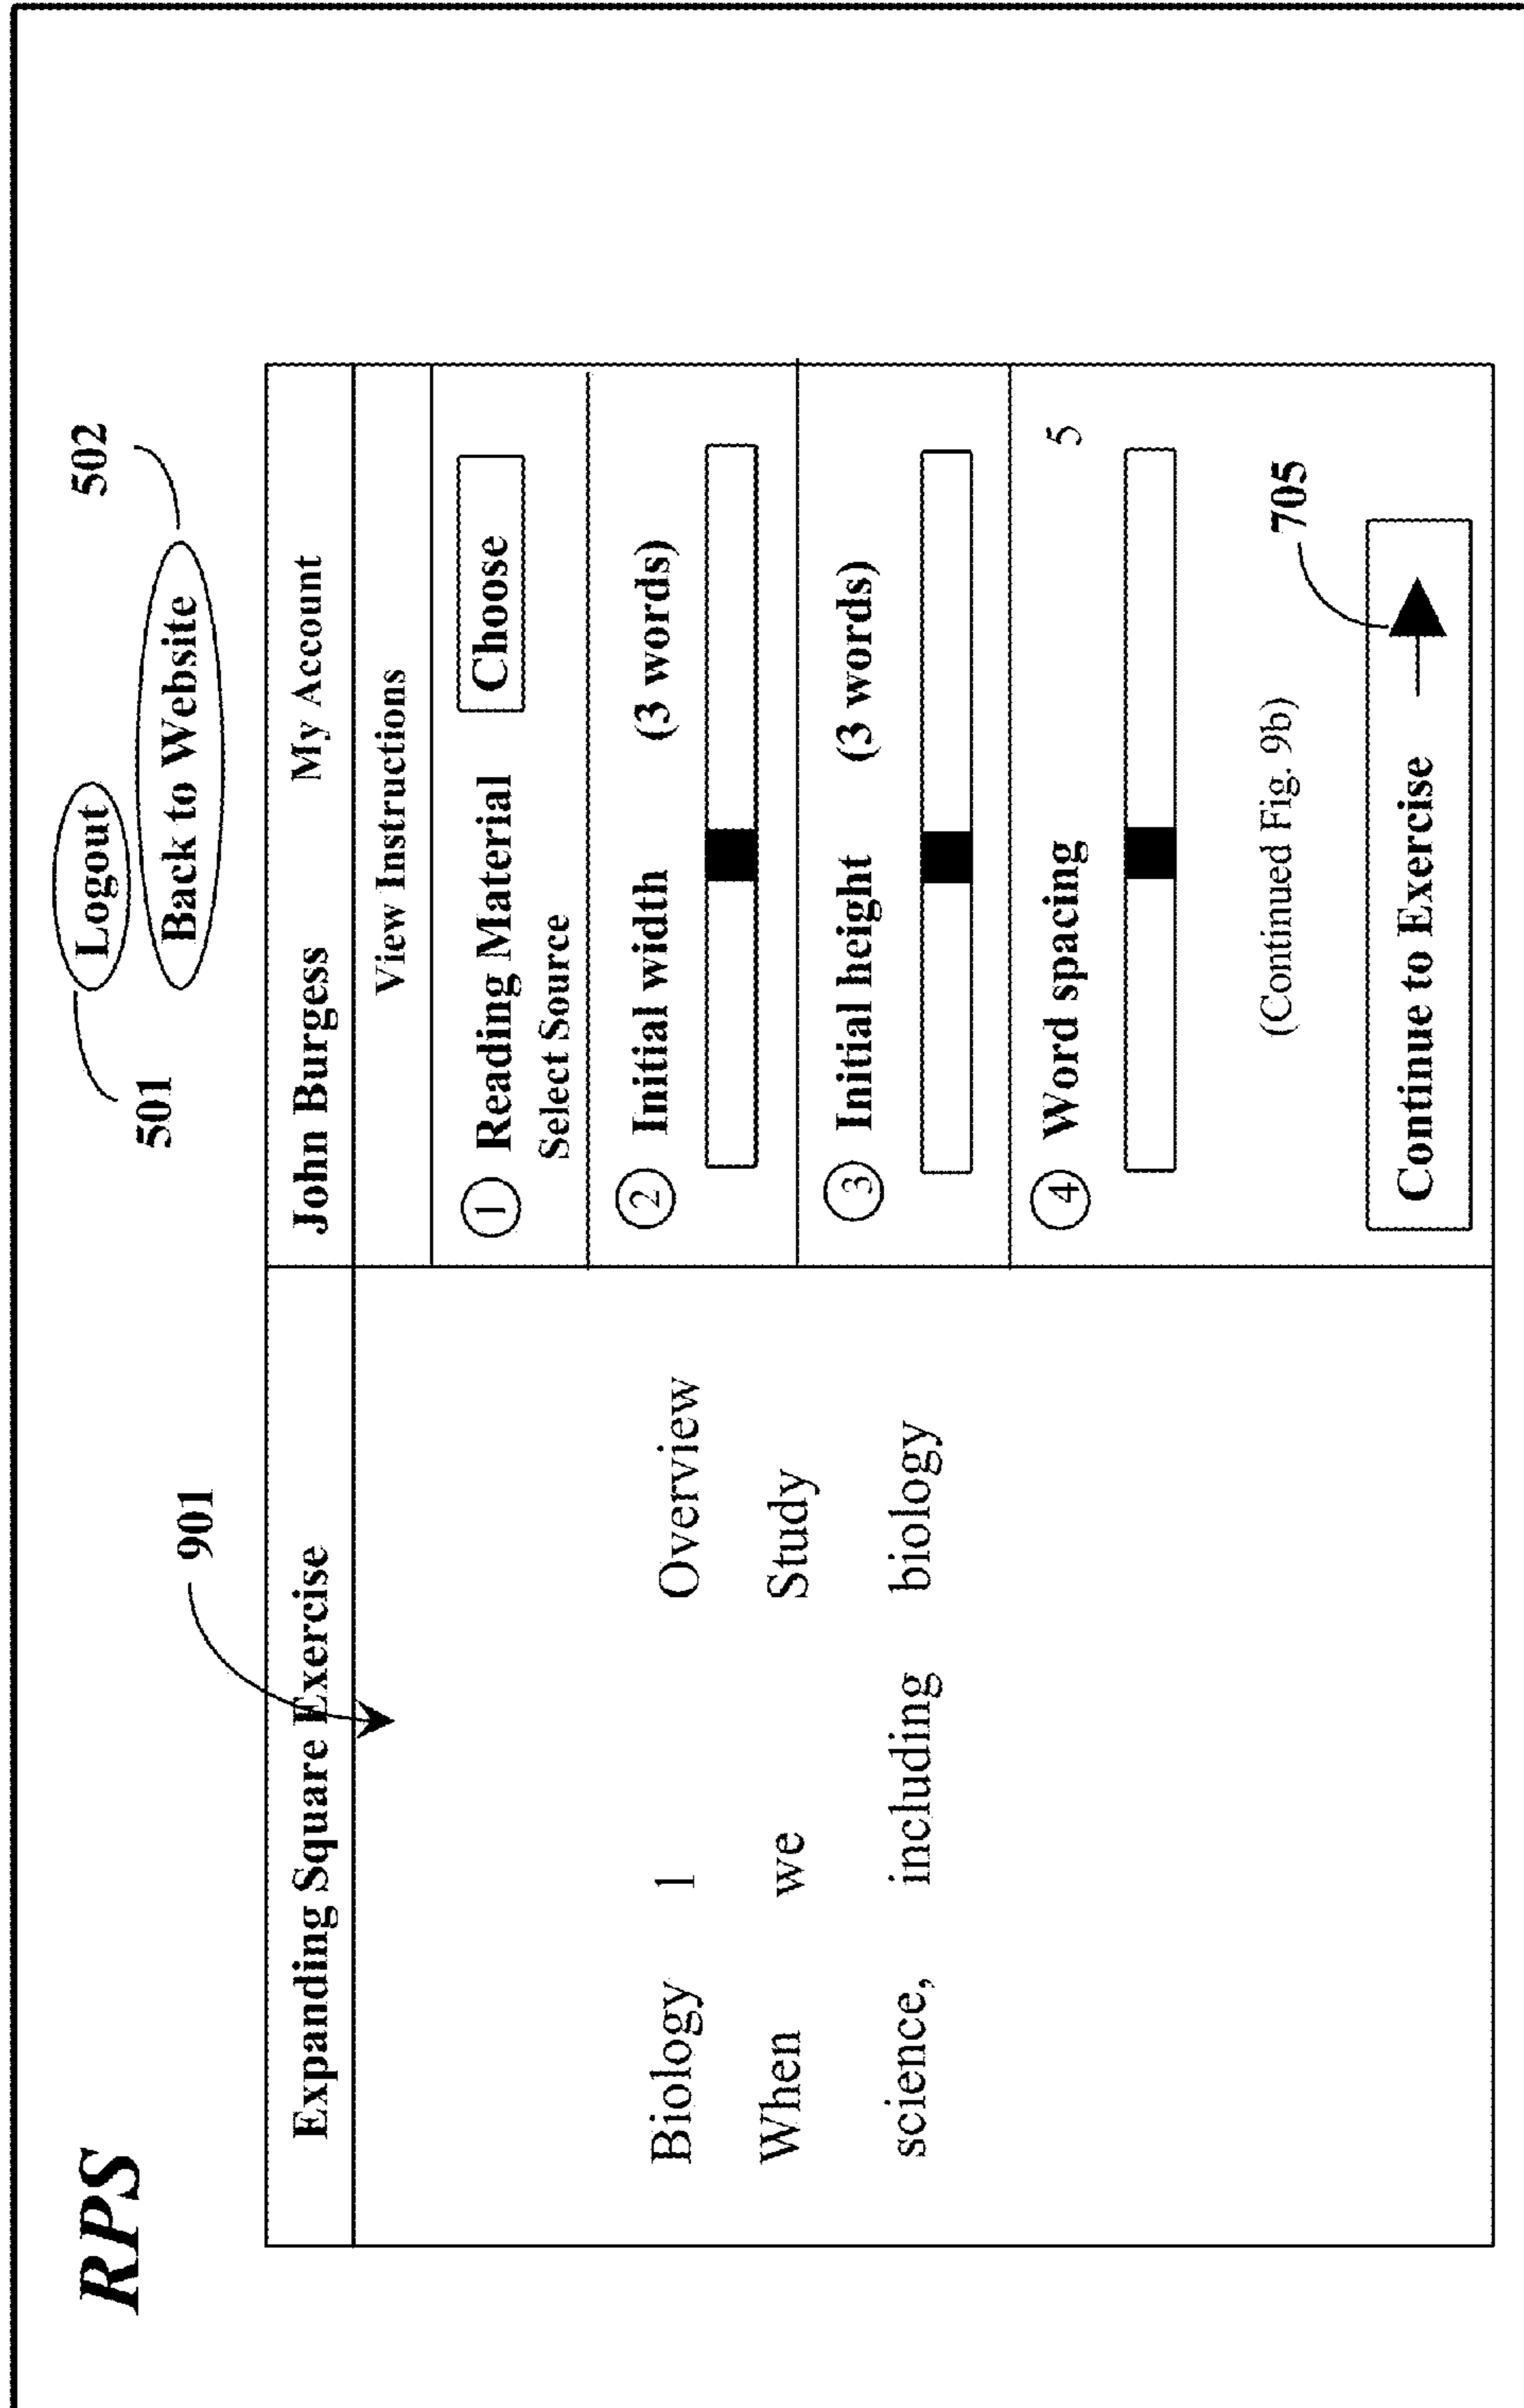 RPS
501
Logout
502
Back to Website
901
Expanding Square Exercise
Biology 1 Overview
When we Study
science, including biology
John Burgess My Account
View Instructions
1 Reading Material Choose
Select Source
2 Initial width (3 words)
3 Initial height (3 words)
4 Word spacing 5
(Continued Fig. 9b)
705
Continue to Exercise